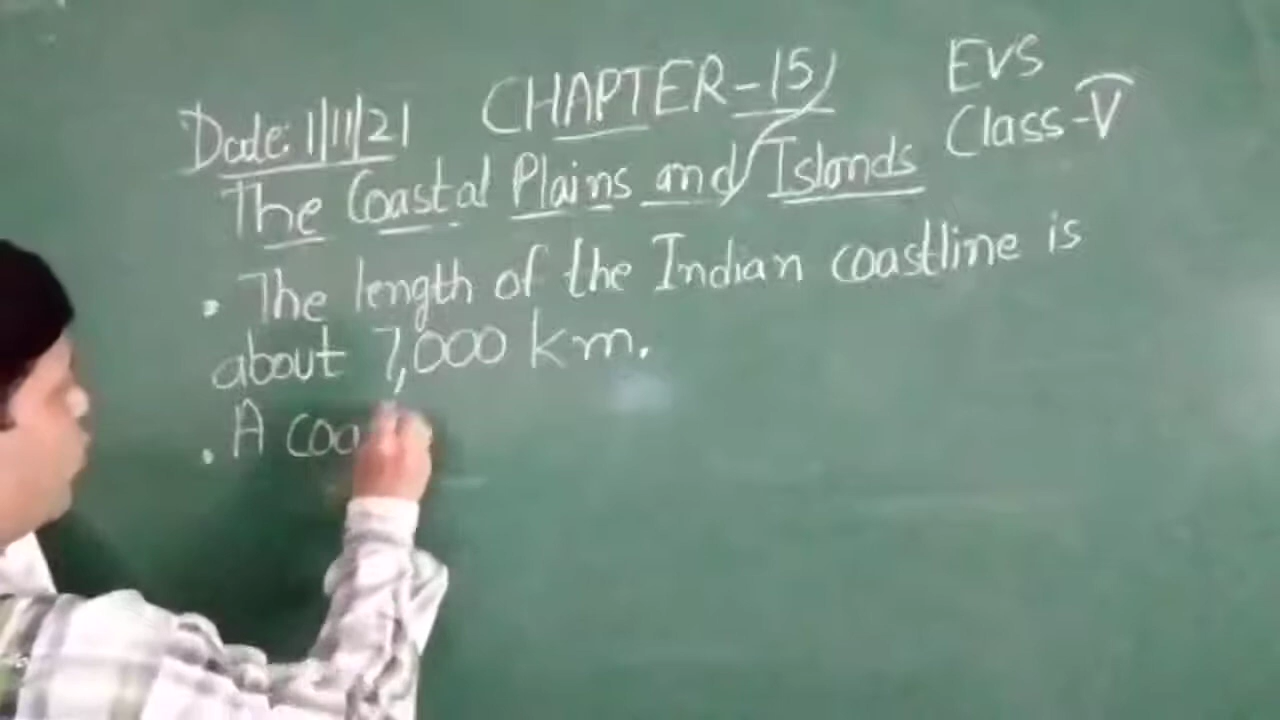 Date: 1/11/21 CHAPTER-15 EVS
Class-V
The Coastal Plains and Islands
• The length of the Indian coastline is
about 7,000 km.
• A